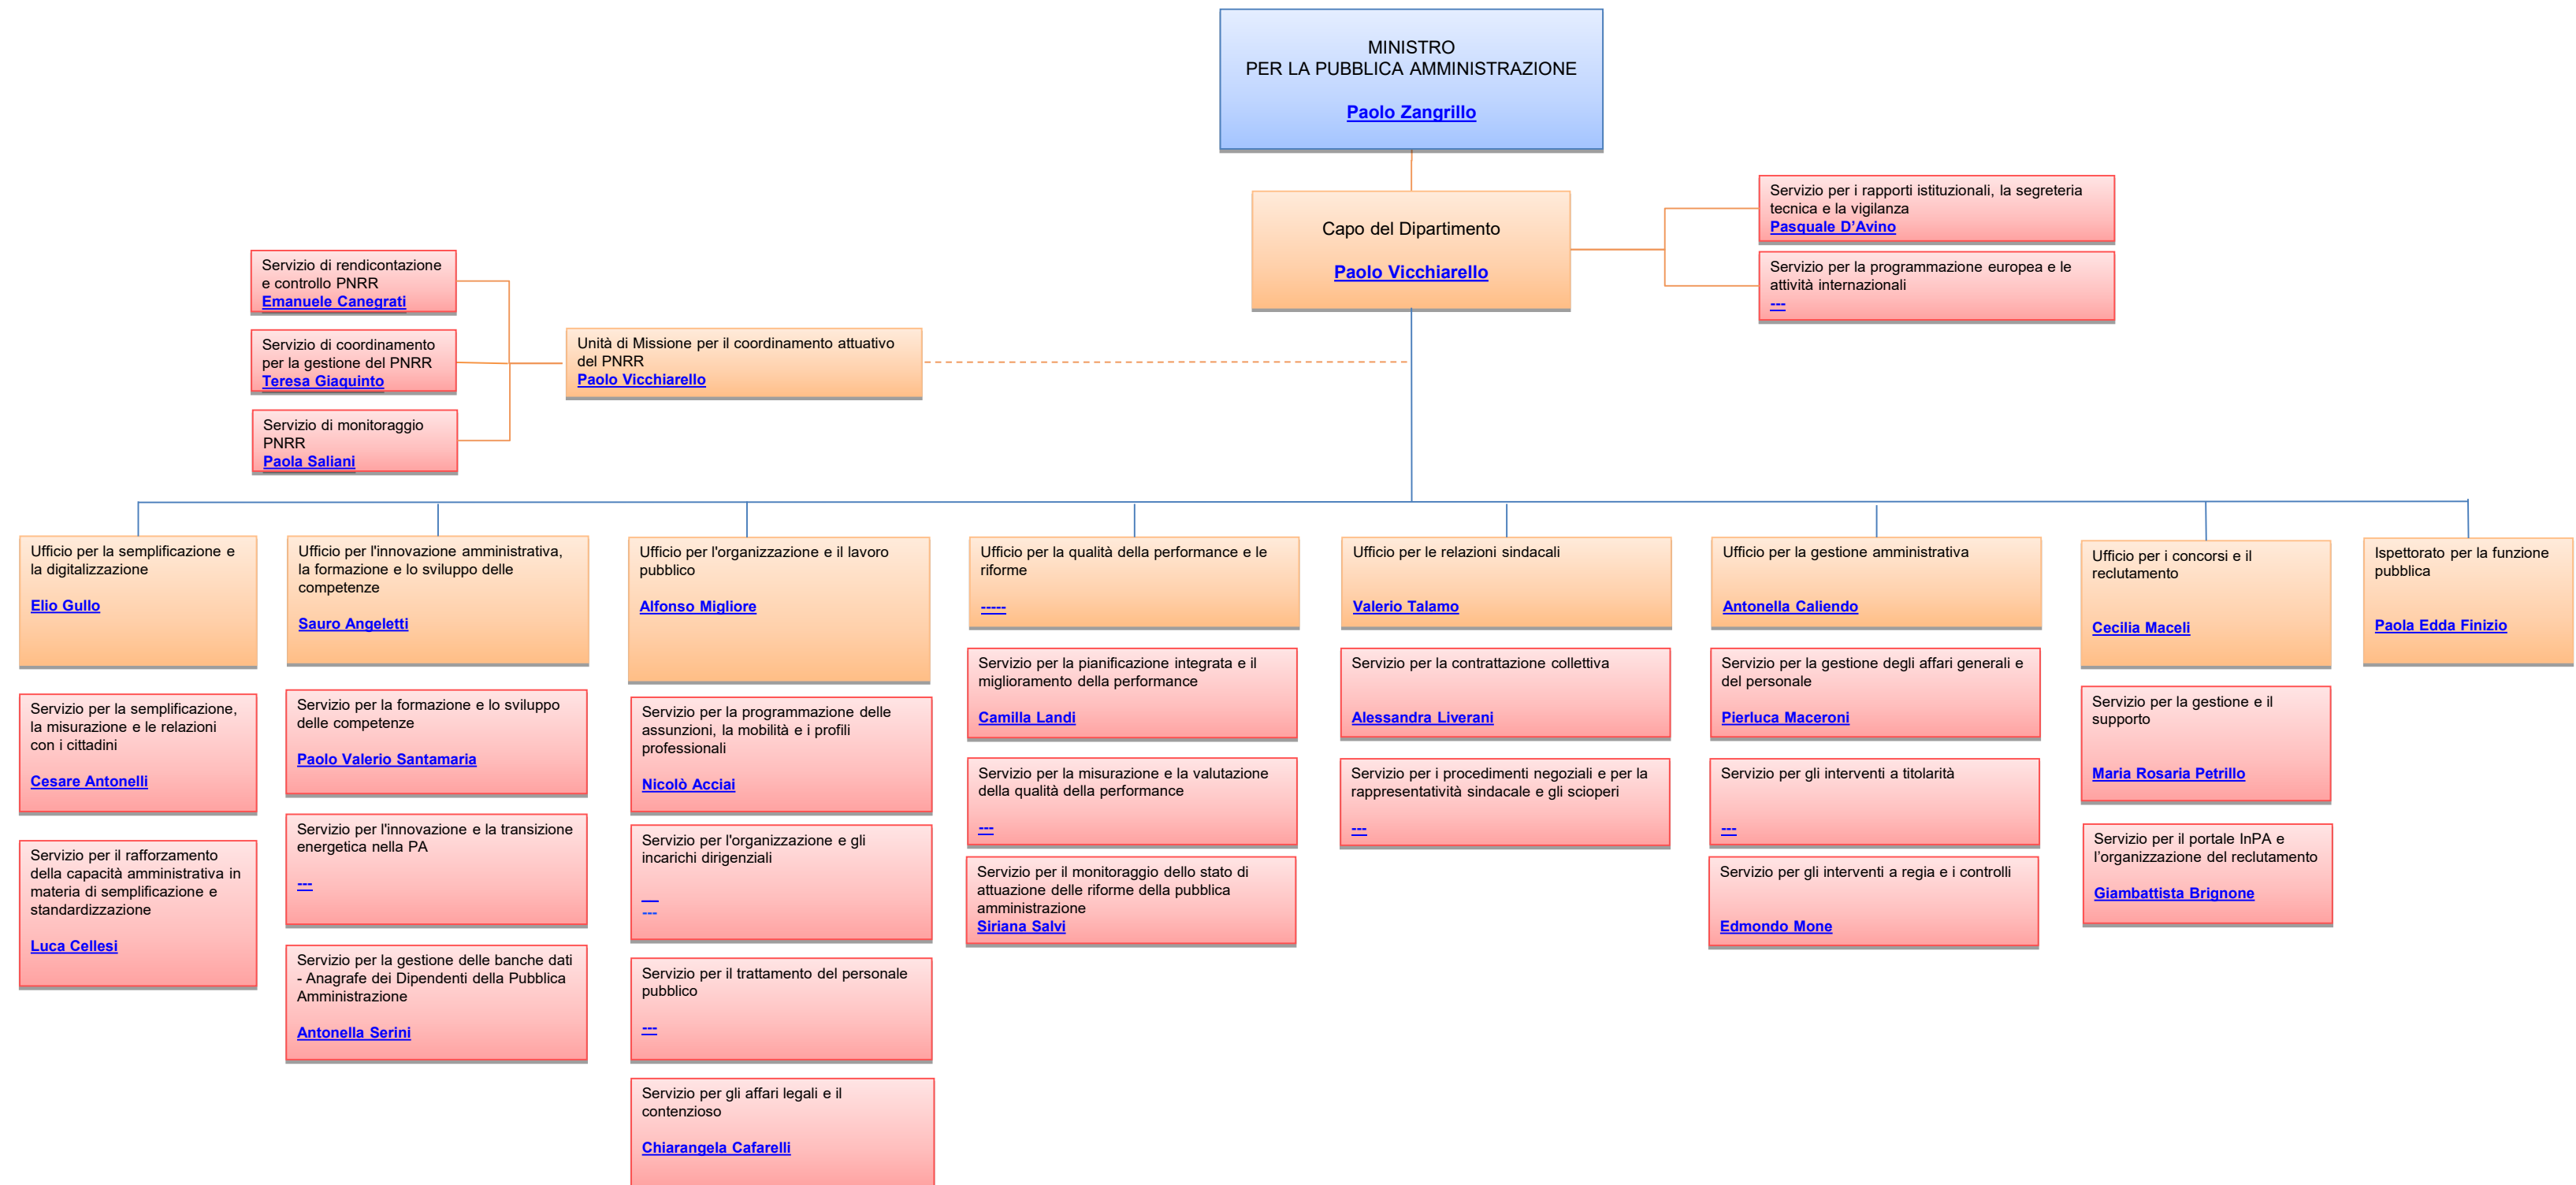 MINISTRO
PER LA PUBBLICA AMMINISTRAZIONE
Paolo Zangrillo
Capo del Dipartimento
Paolo Vicchiarello
Servizio per i rapporti istituzionali, la segreteria
tecnica e la vigilanza
Pasquale D’Avino
Servizio per la programmazione europea e le
attività internazionali
---
Servizio di rendicontazione
e controllo PNRR
Emanuele Canegrati
Servizio di coordinamento
per la gestione del PNRR
Teresa Giaquinto
Servizio di monitoraggio
PNRR
Paola Saliani
Unità di Missione per il coordinamento attuativo
del PNRR
Paolo Vicchiarello
Ufficio per la semplificazione e
la digitalizzazione
Elio Gullo
Servizio per la semplificazione,
la misurazione e le relazioni
con i cittadini
Cesare Antonelli
Servizio per il rafforzamento
della capacità amministrativa in
materia di semplificazione e
standardizzazione
Luca Cellesi
Ufficio per l'innovazione amministrativa,
la formazione e lo sviluppo delle
competenze
Sauro Angeletti
Servizio per la formazione e lo sviluppo
delle competenze
Paolo Valerio Santamaria
Servizio per l'innovazione e la transizione
energetica nella PA
---
Servizio per la gestione delle banche dati
- Anagrafe dei Dipendenti della Pubblica
Amministrazione
Antonella Serini
Ufficio per l'organizzazione e il lavoro
pubblico
Alfonso Migliore
Servizio per la programmazione delle
assunzioni, la mobilità e i profili
professionali
Nicolò Acciai
Servizio per l'organizzazione e gli
incarichi dirigenziali
---
Servizio per il trattamento del personale
pubblico
---
Servizio per gli affari legali e il
contenzioso
Chiarangela Cafarelli
Ufficio per la qualità della performance e le
riforme
-----
Servizio per la pianificazione integrata e il
miglioramento della performance
Camilla Landi
Servizio per la misurazione e la valutazione
della qualità della performance
---
Servizio per il monitoraggio dello stato di
attuazione delle riforme della pubblica
amministrazione
Siriana Salvi
Ufficio per le relazioni sindacali
Valerio Talamo
Servizio per la contrattazione collettiva
Alessandra Liverani
Servizio per i procedimenti negoziali e per la
rappresentatività sindacale e gli scioperi
---
Ufficio per la gestione amministrativa
Antonella Caliendo
Servizio per la gestione degli affari generali e
del personale
Pierluca Maceroni
Servizio per gli interventi a titolarità
---
Servizio per gli interventi a regia e i controlli
Edmondo Mone
Ufficio per i concorsi e il
reclutamento
Cecilia Maceli
Servizio per la gestione e il
supporto
Maria Rosaria Petrillo
Servizio per il portale InPA e
l’organizzazione del reclutamento
Giambattista Brignone
Ispettorato per la funzione
pubblica
Paola Edda Finizio